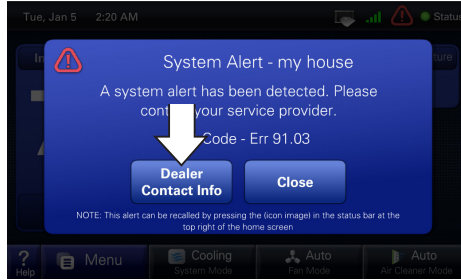 Tue, Jan 5 2:20 AM Status
System Alert - my house
A system alert has been detected. Please
your service provider.
Code - Err 91.03
Dealer
Contact Info
Close
NOTE: This alert can be recalled by pressing the (icon image) in the status bar at the
top right of the home screen
? Help
Menu
Cooling
System Mode
Auto
Fan Mode
Auto
Air Cleaner Mode